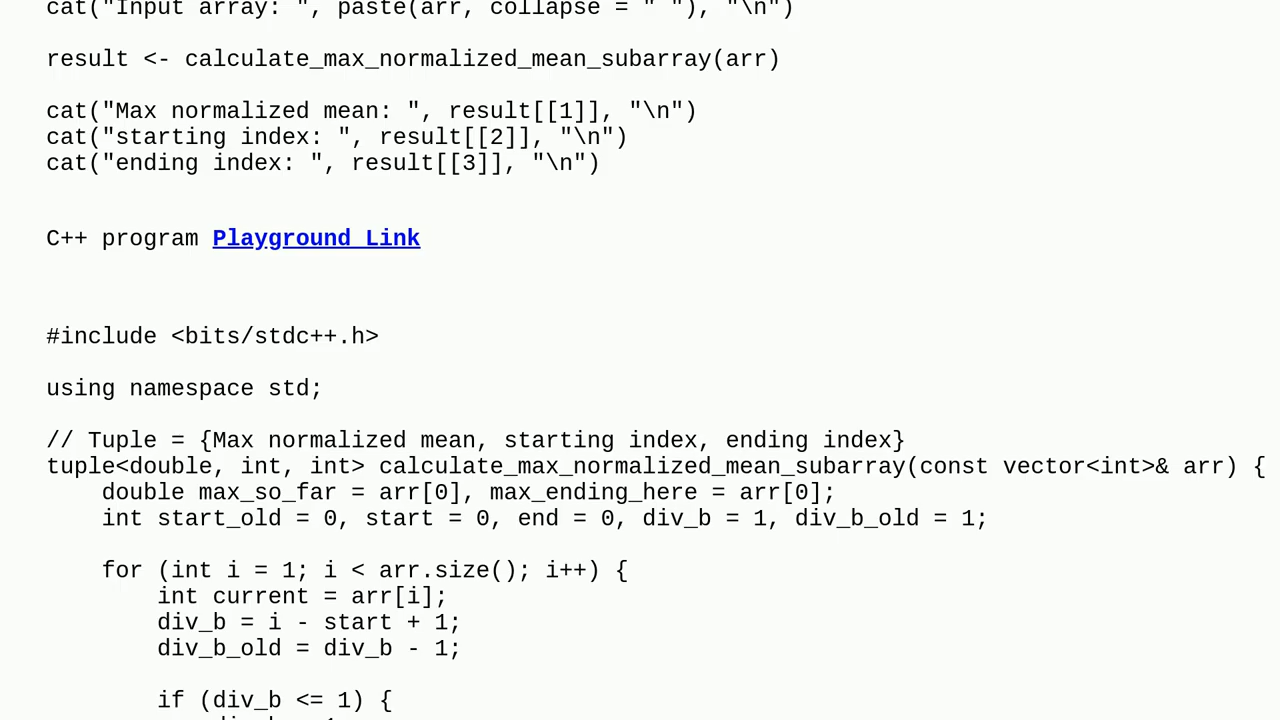 cat("Input array: ", paste(arr, collapse = " "), "\n")
result <- calculate_max_normalized_mean_subarray(arr)
cat("Max normalized mean: ", result[[1]], "\n")
cat("starting index: ", result[[2]], "\n")
cat("ending index: ", result[[3]], "\n")
C++ program Playground Link
#include <bits/stdc++.h>
using namespace std;
// Tuple = {Max normalized mean, starting index, ending index}
tuple<double, int, int> calculate_max_normalized_mean_subarray(const vector<int>& arr) {
    double max_so_far = arr[0], max_ending_here = arr[0];
    int start_old = 0, start = 0, end = 0, div_b = 1, div_b_old = 1;
    for (int i = 1; i < arr.size(); i++) {
        int current = arr[i];
        div_b = i - start + 1;
        div_b_old = div_b - 1;
        if (div_b <= 1) {